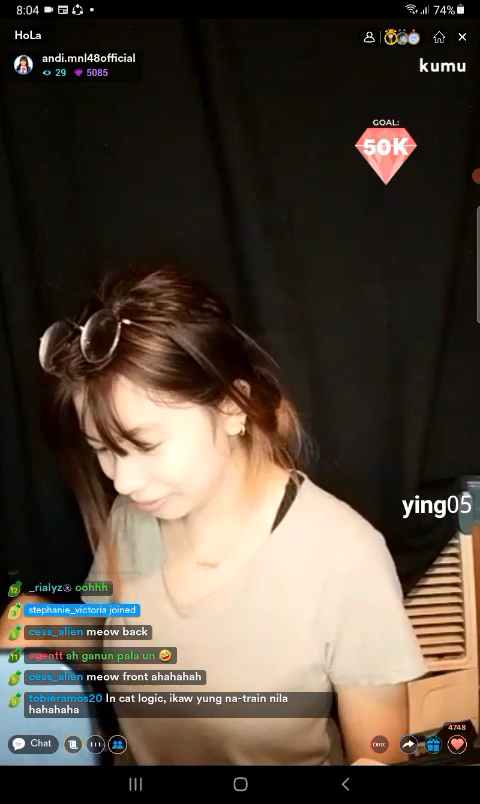 8:04
74%
HoLa
andi.mnl48official
29 5085
kumu
GOAL:
50K
ying05
_rialyz oohhh
stephanie_victoria joined
cess_alien meow back
agentt ah ganun pala un 🤣
cess_alien meow front ahahahah
tobieramos20 In cat logic, ikaw yung na-train nila
hahahaha
4748
Chat